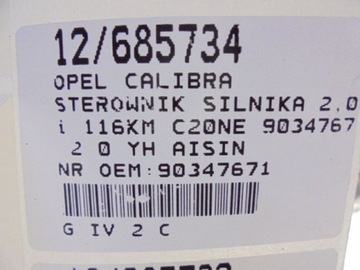 12/685734
OPEL CALIBRA
STEROWNIK SILNIKA 2.0
i 116KM C20NE 9034767
2 0 YH AISIN
NR OEM:90347671
G IV 2 C